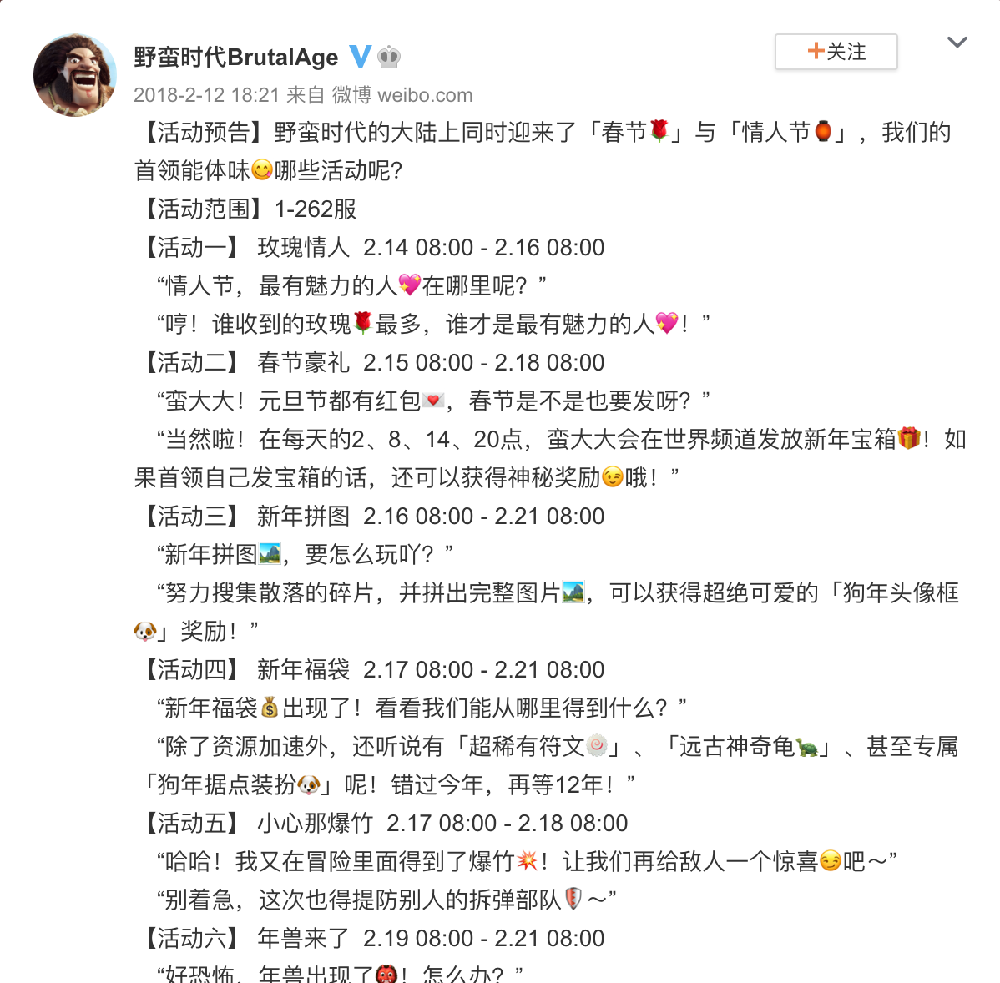 野蛮时代BrutalAge
+关注
2018-2-12 18:21 来自 微博 weibo.com
【活动预告】野蛮时代的大陆上同时迎来了「春节🌹」与「情人节🏮」，我们的
首领能体味😋哪些活动呢？
【活动范围】1-262服
【活动一】 玫瑰情人 2.14 08:00 - 2.16 08:00
“情人节，最有魅力的人💖在哪里呢？”
“哼！谁收到的玫瑰🌹最多，谁才是最有魅力的人💖！”
【活动二】 春节豪礼 2.15 08:00 - 2.18 08:00
“蛮大大！元旦节都有红包💌，春节是不是也要发呀？”
“当然啦！在每天的2、8、14、20点，蛮大大会在世界频道发放新年宝箱🎁！如
果首领自己发宝箱的话，还可以获得神秘奖励😉哦！”
【活动三】 新年拼图 2.16 08:00 - 2.21 08:00
“新年拼图🏞，要怎么玩吖？”
“努力搜集散落的碎片，并拼出完整图片🏞，可以获得超绝可爱的「狗年头像框
🐶」奖励！”
【活动四】 新年福袋 2.17 08:00 - 2.21 08:00
“新年福袋💰出现了！看看我们能从哪里得到什么？”
“除了资源加速外，还听说有「超稀有符文🍥」、「远古神奇龟🐢」、甚至专属
「狗年据点装扮🐶」呢！错过今年，再等12年！”
【活动五】 小心那爆竹 2.17 08:00 - 2.18 08:00
“哈哈！我又在冒险里面得到了爆竹💥！让我们再给敌人一个惊喜😏吧～”
“别着急，这次也得提防别人的拆弹部队🛡～”
【活动六】 年兽来了 2.19 08:00 - 2.21 08:00
“好恐怖，年兽出现了👹！怎么办？”